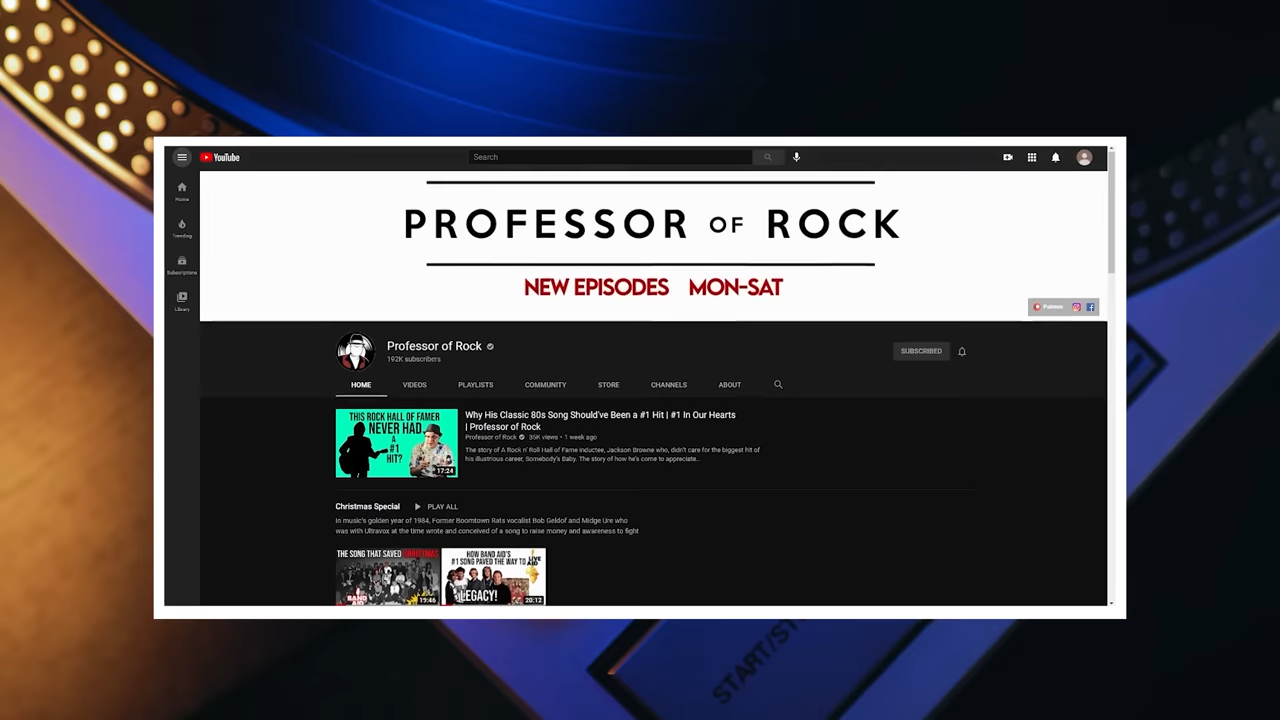 YouTube
Search
Home
Trending
Subscriptions
Library
PROFESSOR OF ROCK
NEW EPISODES MON-SAT
Patreon
Professor of Rock
192K subscribers
SUBSCRIBED
HOME VIDEOS PLAYLISTS COMMUNITY STORE CHANNELS ABOUT
THIS ROCK HALL OF FAMER
NEVER HAD...
A
#1
HIT?
17:24
Why His Classic 80s Song Should've Been a #1 Hit | #1 In Our Hearts
| Professor of Rock
Professor of Rock 35K views • 1 week ago
The story of A Rock n' Roll Hall of Fame inductee, Jackson Browne who, didn't care for the biggest hit of
his illustrious career, Somebody's Baby. The story of how he's come to appreciate...
Christmas Special PLAY ALL
In music's golden year of 1984, Former Boomtown Rats vocalist Bob Geldof and Midge Ure who
was with Ultravox at the time wrote and conceived of a song to raise money and awareness to fight
THE SONG THAT SAVED CHRISTMAS
BAND
AID
19:46
HOW BAND AID'S
#1 SONG PAVED THE WAY TO LIVE
AID
LEGACY!
20:12
START/STO